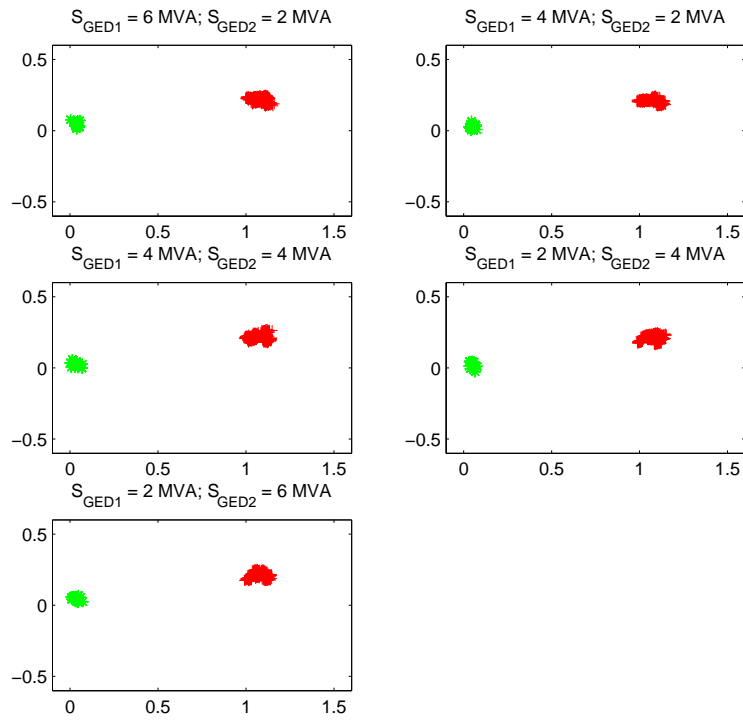 S_GED1 = 6 MVA; S_GED2 = 2 MVA
0.5
0
−0.5
0 0.5 1 1.5
S_GED1 = 4 MVA; S_GED2 = 2 MVA
0.5
0
−0.5
0 0.5 1 1.5
S_GED1 = 4 MVA; S_GED2 = 4 MVA
0.5
0
−0.5
0 0.5 1 1.5
S_GED1 = 2 MVA; S_GED2 = 4 MVA
0.5
0
−0.5
0 0.5 1 1.5
S_GED1 = 2 MVA; S_GED2 = 6 MVA
0.5
0
−0.5
0 0.5 1 1.5